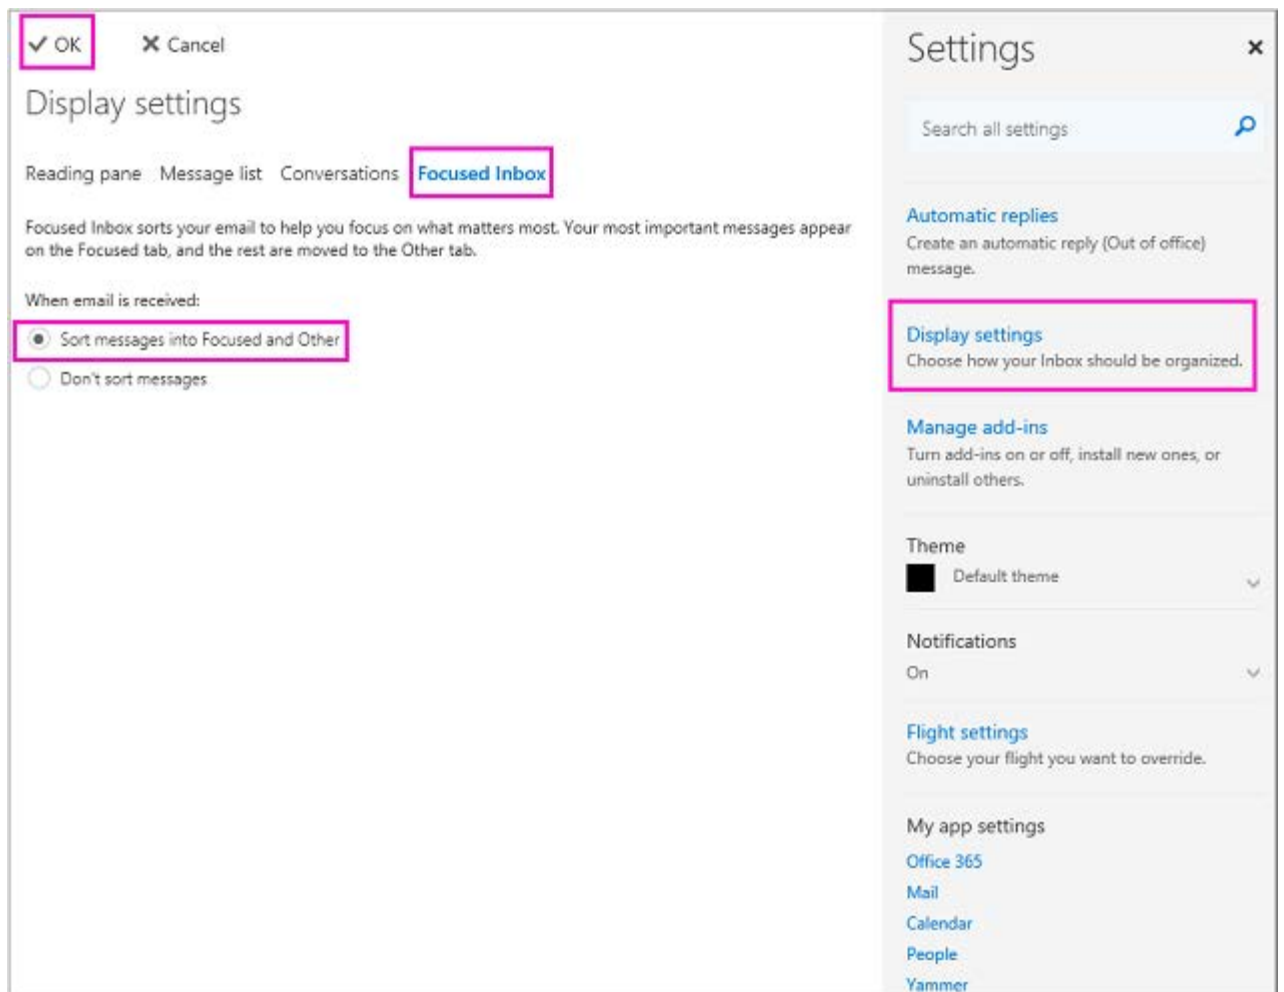 OK
Cancel
Display settings
Reading pane Message list Conversations Focused Inbox
Focused Inbox sorts your email to help you focus on what matters most. Your most important messages appear
on the Focused tab, and the rest are moved to the Other tab.
When email is received:
Sort messages into Focused and Other
Don't sort messages
Settings
Search all settings
Automatic replies
Create an automatic reply (Out of office)
message.
Display settings
Choose how your Inbox should be organized.
Manage add-ins
Turn add-ins on or off, install new ones, or
uninstall others.
Theme
Default theme
Notifications
On
Flight settings
Choose your flight you want to override.
My app settings
Office 365
Mail
Calendar
People
Yammer